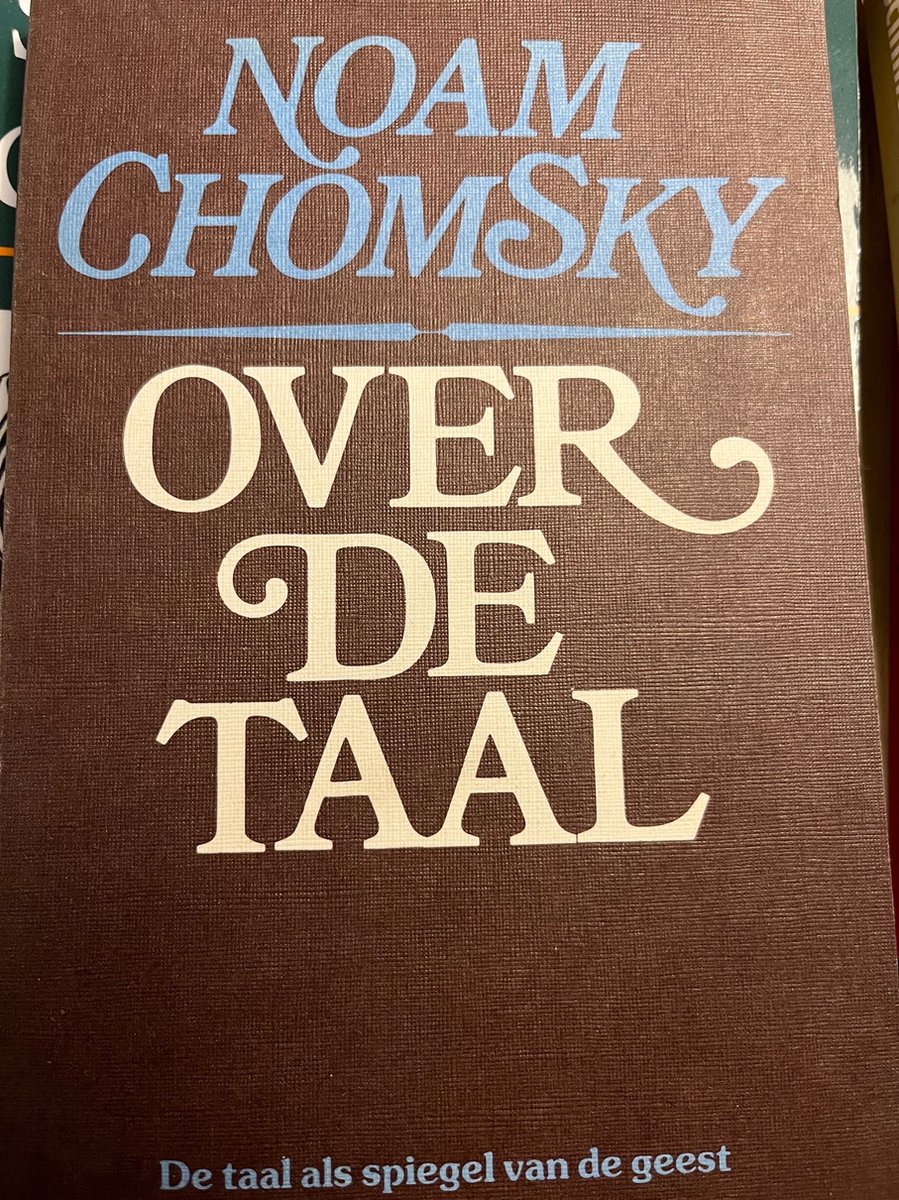 NOAM
CHOMSKY
OVER
DE
TAAL
De taal als spiegel van de geest